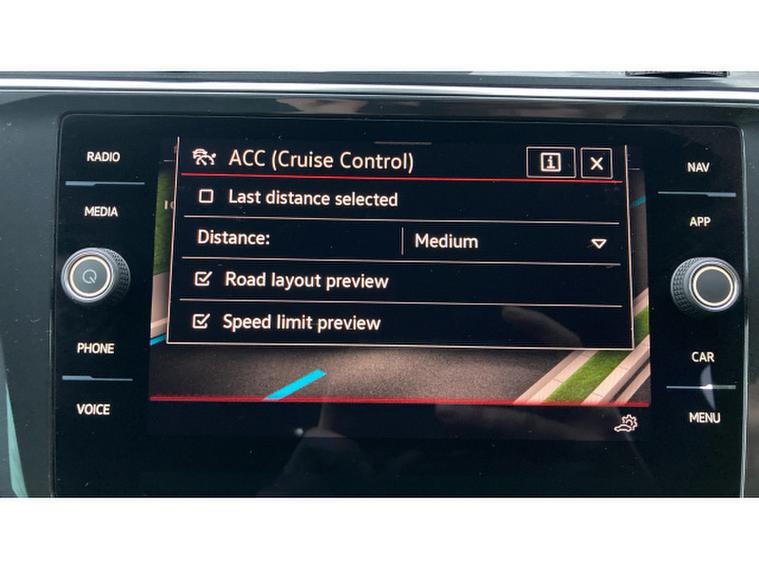 RADIO
MEDIA
PHONE
VOICE
ACC (Cruise Control)
Last distance selected
Distance: Medium
Road layout preview
Speed limit preview
NAV
APP
CAR
MENU